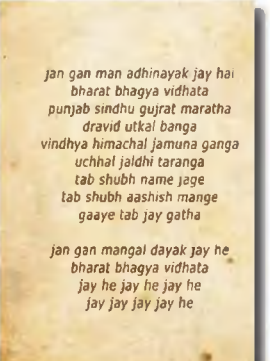 jan gan man adhinayak jay hai
bharat bhagya vidhata
punjab sindhu gujrat maratha
dravid utkal banga
vindhya himachal jamuna ganga
uchhal jaldhi taranga
tab shubh name jage
tab shubh aashish mange
gaaye tab jay gatha
jan gan mangal dayak jay he
bharat bhagya vidhata
jay he jay he jay he
jay jay jay jay he